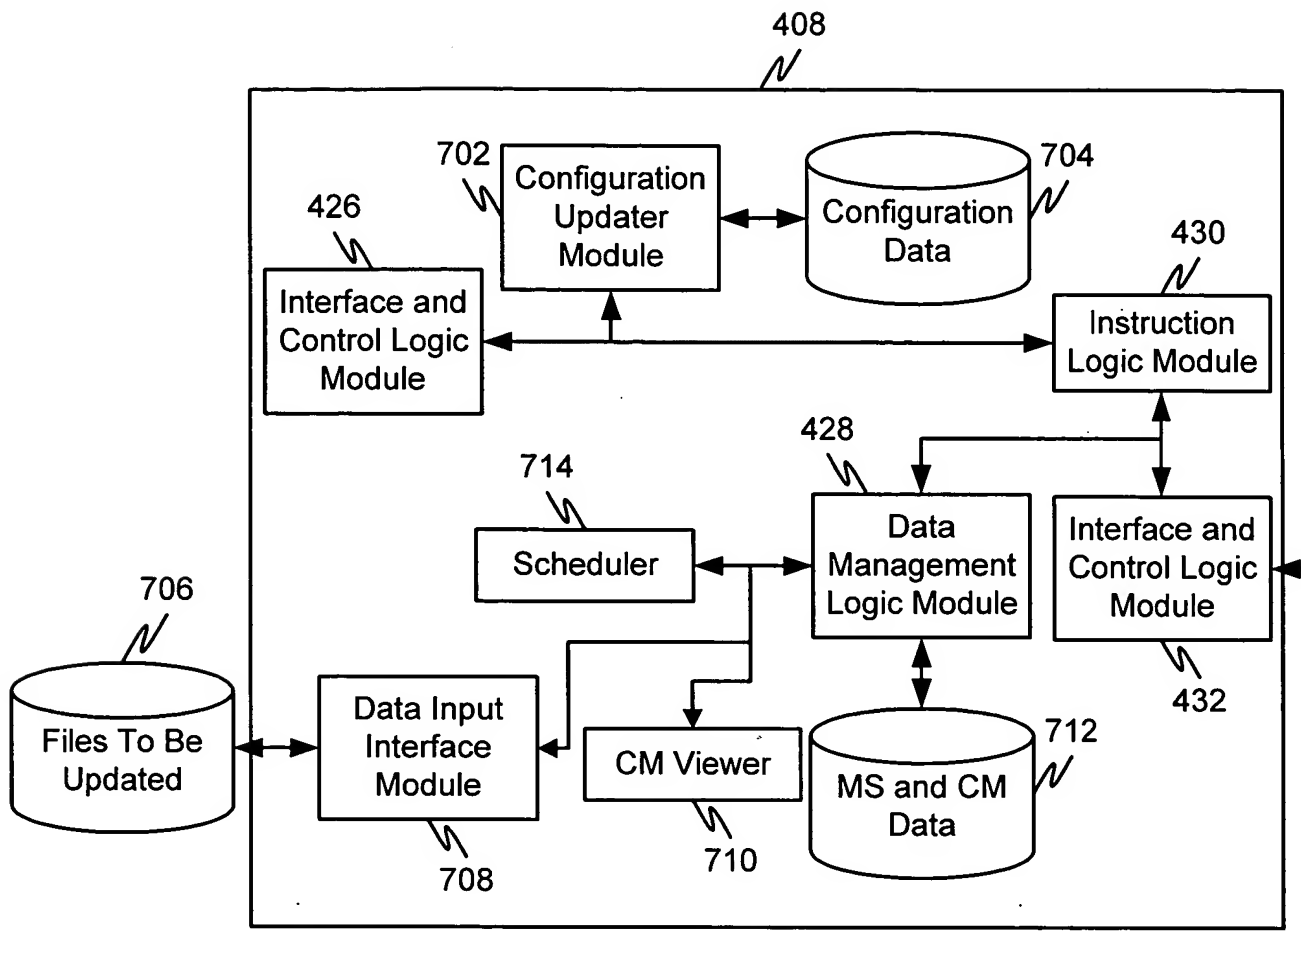 408
702
Configuration
Updater
Module
704
Configuration
Data
426
Interface and
Control Logic
Module
430
Instruction
Logic Module
428
Data
Management
Logic Module
714
Scheduler
Interface and
Control Logic
Module
432
706
Files To Be
Updated
Data Input
Interface
Module
708
CM Viewer
710
712
MS and CM
Data